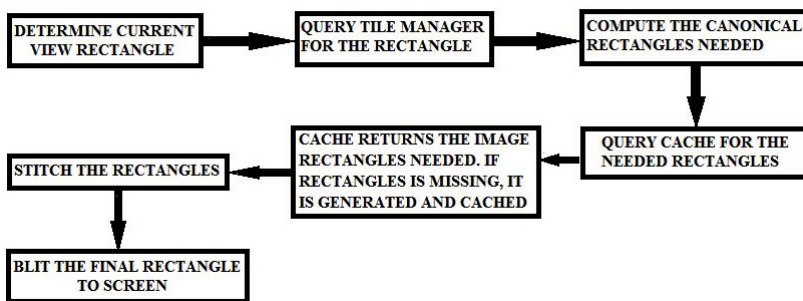 DETERMINE CURRENT
VIEW RECTANGLE
QUERY TILE MANAGER
FOR THE RECTANGLE
COMPUTE THE CANONICAL
RECTANGLES NEEDED
QUERY CACHE FOR THE
NEEDED RECTANGLES
CACHE RETURNS THE IMAGE
RECTANGLES NEEDED. IF
RECTANGLES IS MISSING, IT
IS GENERATED AND CACHED
STITCH THE RECTANGLES
BLIT THE FINAL RECTANGLE
TO SCREEN